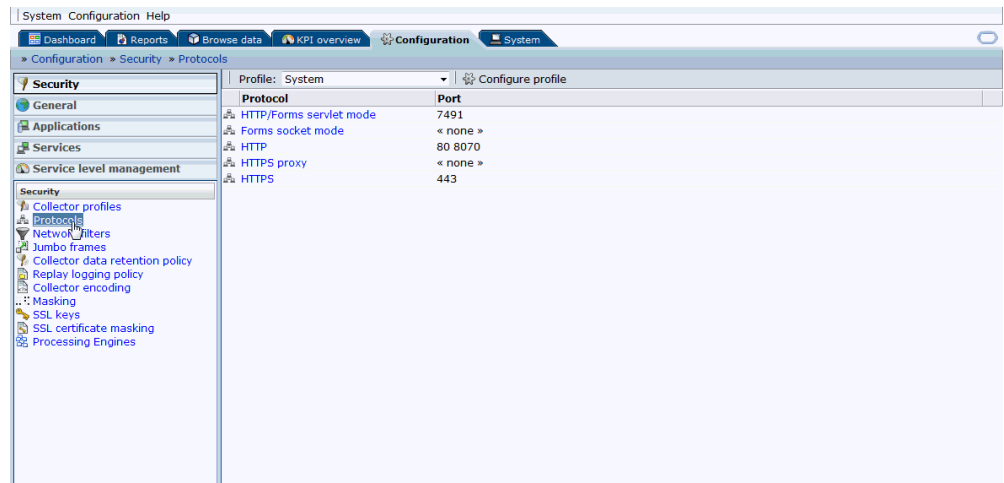 System Configuration Help
Dashboard Reports Browse data KPI overview Configuration System
» Configuration » Security » Protocols
Security
General
Applications
Services
Service level management
Security
Collector profiles
Protocols
Network filters
Jumbo frames
Collector data retention policy
Replay logging policy
Collector encoding
Masking
SSL keys
SSL certificate masking
Processing Engines
Profile: System Configure profile
Protocol Port
HTTP/Forms servlet mode 7491
Forms socket mode « none »
HTTP 80 8070
HTTPS proxy « none »
HTTPS 443